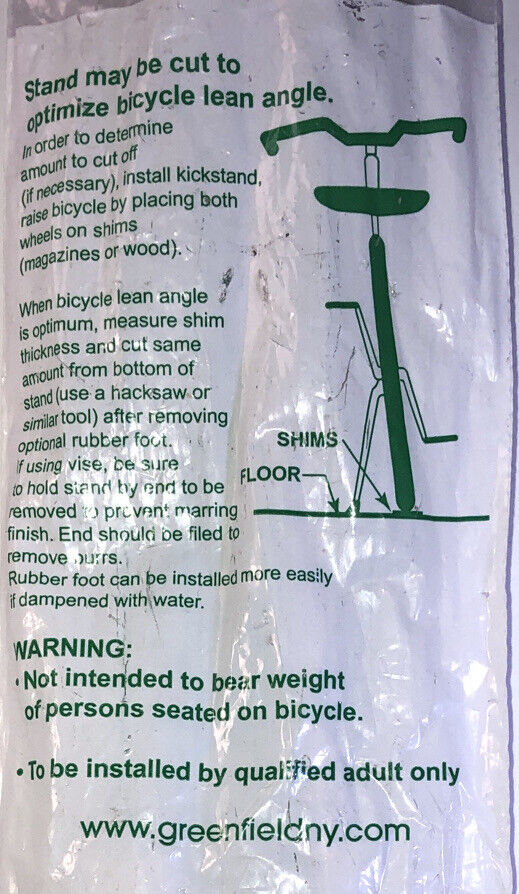 Stand may be cut to
optimize bicycle lean angle.
In order to determine
amount to cut off
(if necessary), install kickstand,
raise bicycle by placing both
wheels on shims
(magazines or wood).
When bicycle lean angle
is optimum, measure shim
thickness and cut same
amount from bottom of
stand (use a hacksaw or
similar tool) after removing
optional rubber foot.
If using vise, be sure
to hold stand by end to be
removed to prevent marring
finish. End should be filed to
remove burrs.
Rubber foot can be installed more easily
if dampened with water.
SHIMS
FLOOR
WARNING:
• Not intended to bear weight
of persons seated on bicycle.
• To be installed by qualified adult only
www.greenfieldny.com